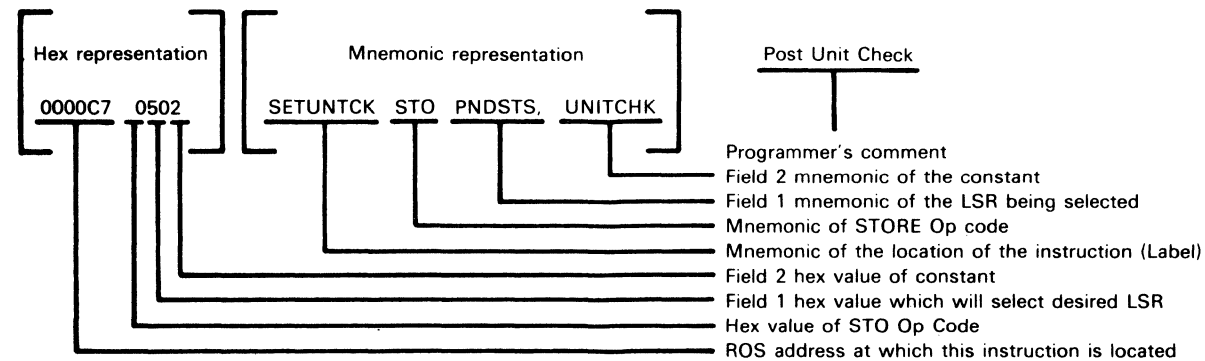 Hex representation
Mnemonic representation
Post Unit Check
0000C7 0502
SETUNTCK STO PNDSTS, UNITCHK
Programmer's comment
Field 2 mnemonic of the constant
Field 1 mnemonic of the LSR being selected
Mnemonic of STORE Op code
Mnemonic of the location of the instruction (Label)
Field 2 hex value of constant
Field 1 hex value which will select desired LSR
Hex value of STO Op Code
ROS address at which this instruction is located